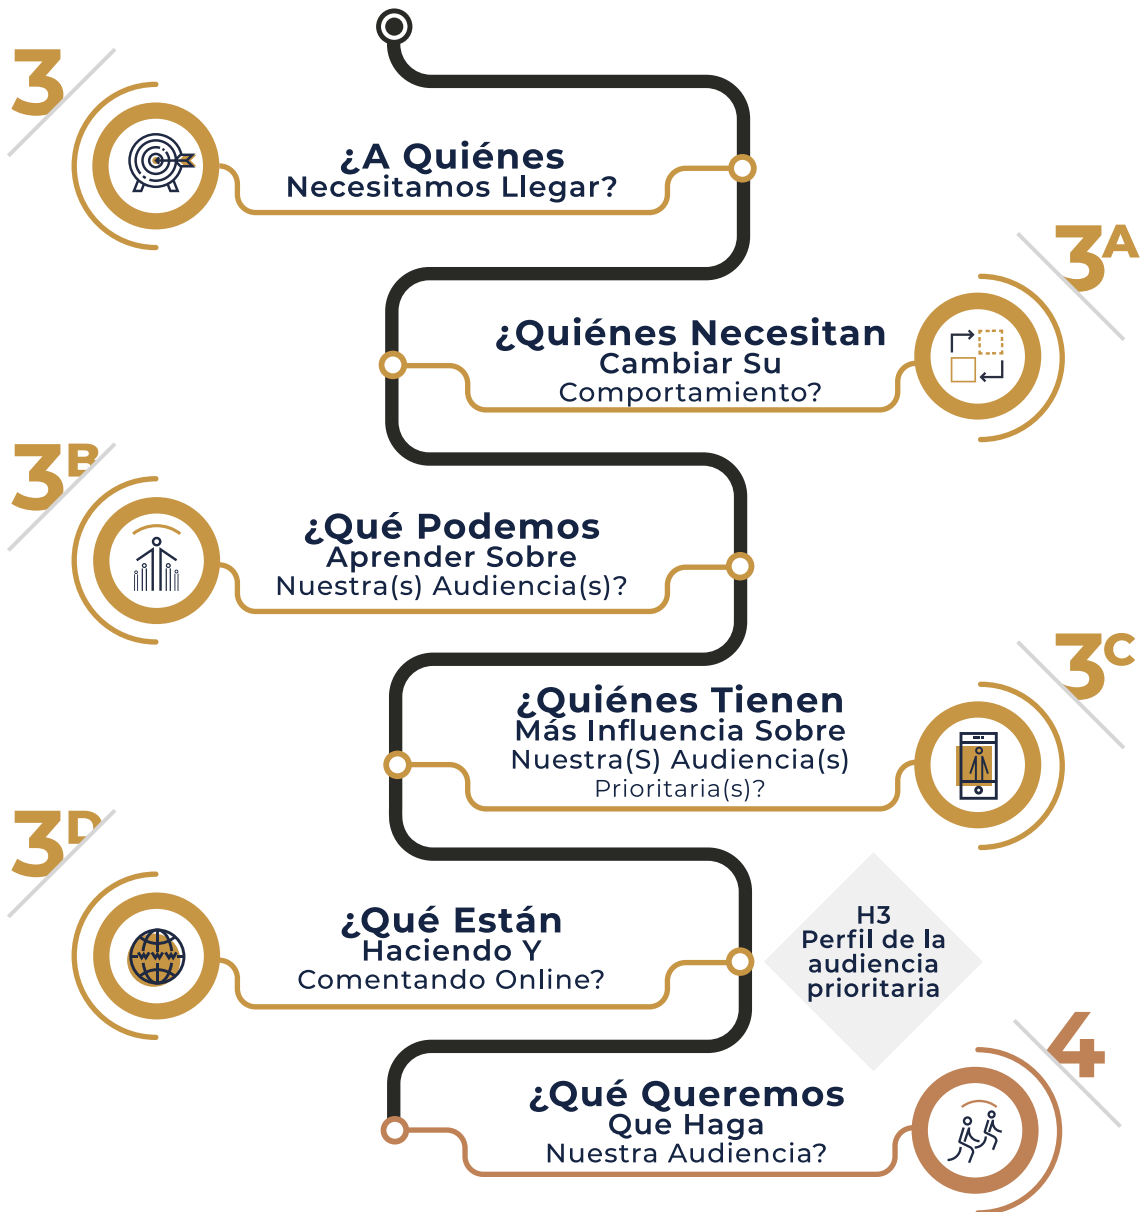 3
¿A Quiénes
Necesitamos Llegar?
3A
¿Quiénes Necesitan
Cambiar Su
Comportamiento?
3B
¿Qué Podemos
Aprender Sobre
Nuestra(s) Audiencia(s)?
3C
¿Quiénes Tienen
Más Influencia Sobre
Nuestra(S) Audiencia(s)
Prioritaria(s)?
3D
¿Qué Están
Haciendo Y
Comentando Online?
www
H3
Perfil de la
audiencia
prioritaria
4
¿Qué Queremos
Que Haga
Nuestra Audiencia?